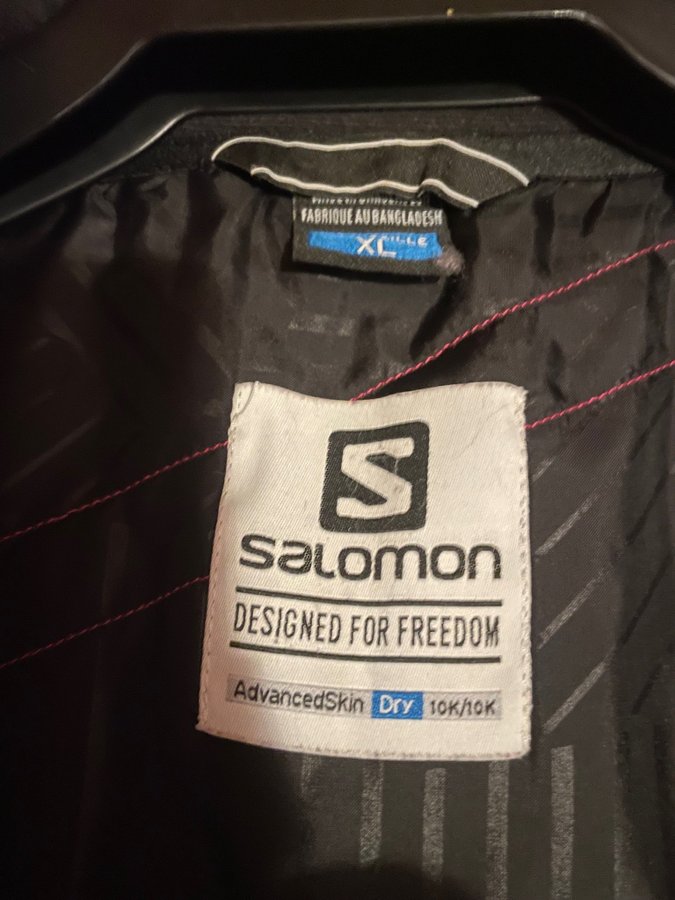 FABRIQUE AU BANGLADESH
XL
S
SALOMON
DESIGNED FOR FREEDOM
AdvancedSkin Dry 10K/10K